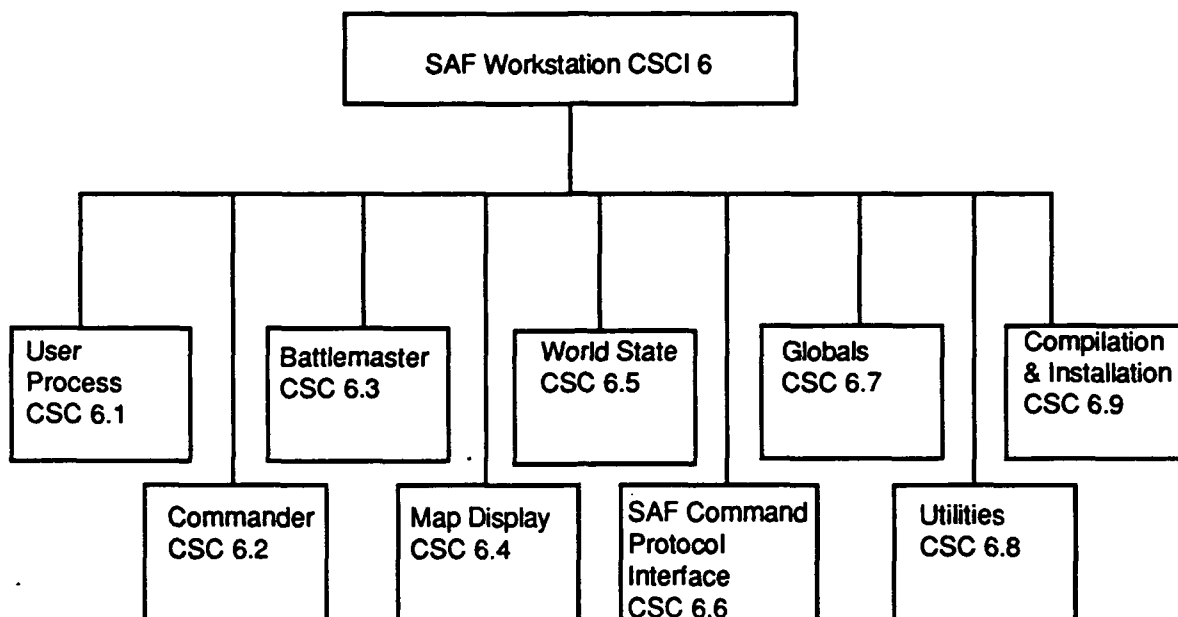 SAF Workstation CSCI 6
User
Process
CSC 6.1
Battlemaster
CSC 6.3
World State
CSC 6.5
Globals
CSC 6.7
Compilation
& Installation
CSC 6.9
Commander
CSC 6.2
Map Display
CSC 6.4
SAF Command
Protocol
Interface
CSC 6.6
Utilities
CSC 6.8